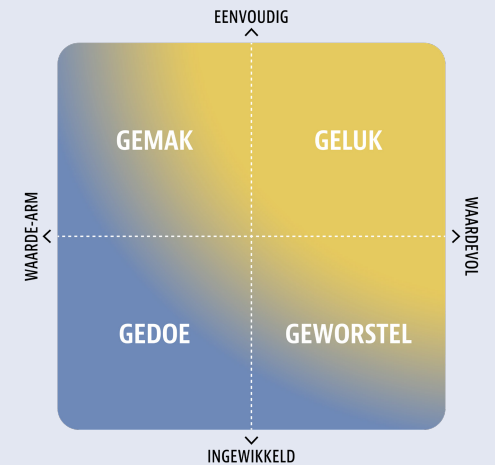 EENVOUDIG
GEMAK
GELUK
WAARDE-ARM
WAARDEVOL
GEDOE
GEWORSTEL
INGEWIKKELD